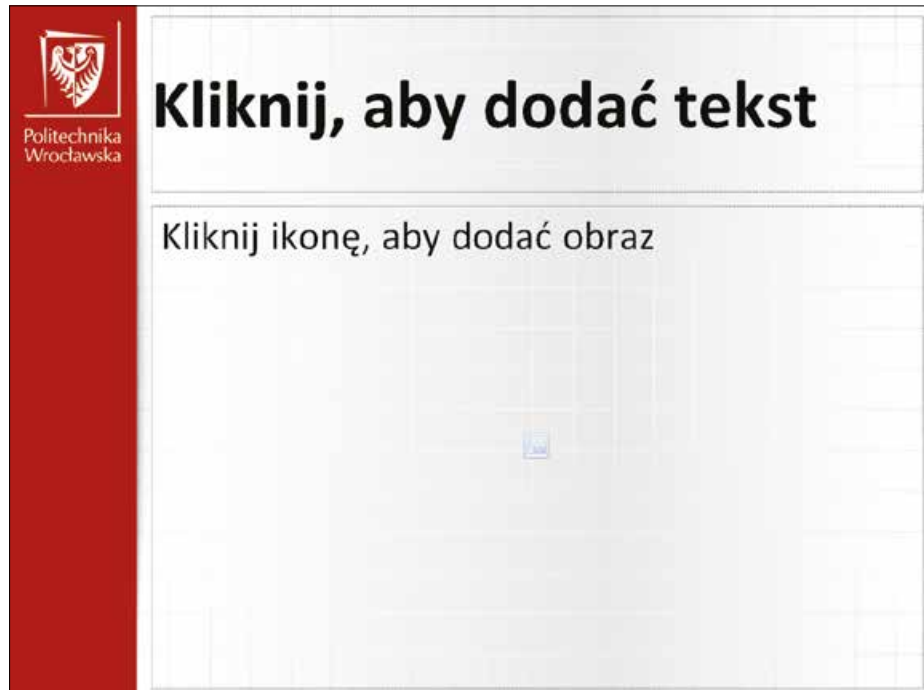 Politechnika
Wrocławska
Kliknij, aby dodać tekst
Kliknij ikonę, aby dodać obraz